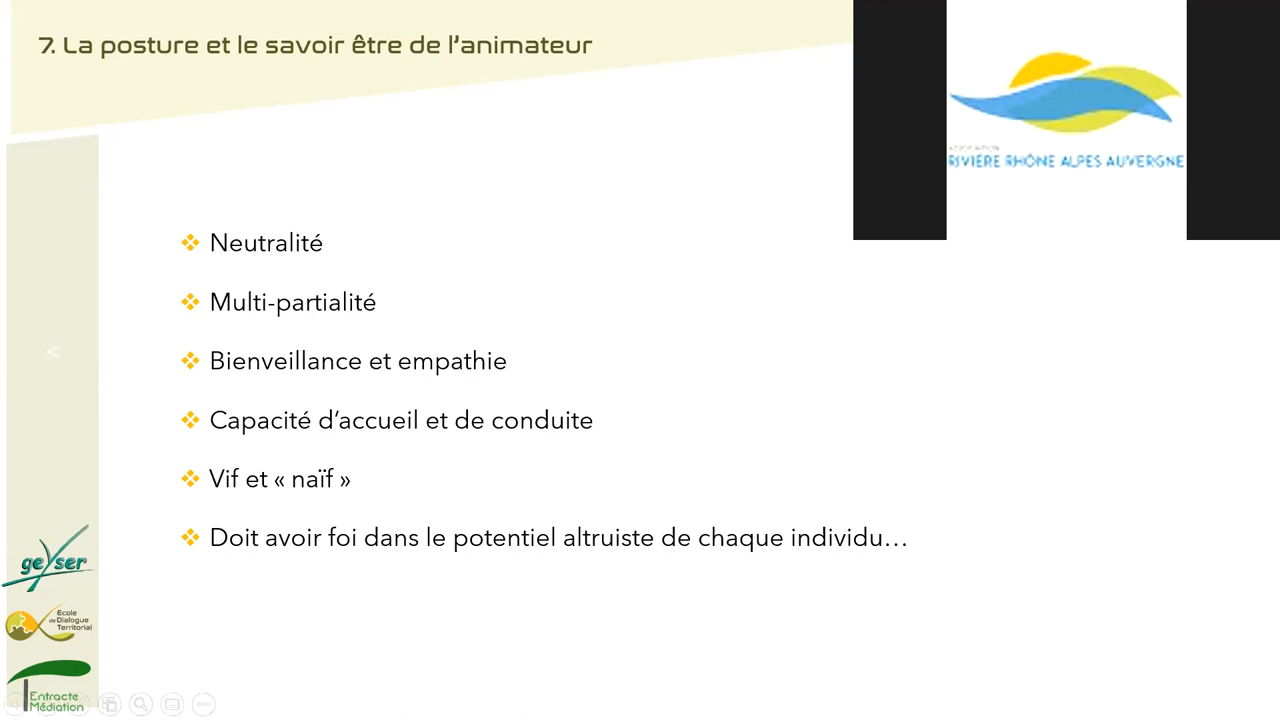 7. La posture et le savoir être de l'animateur
ASSOCIATION
RIVIÈRE RHÔNE ALPES AUVERGNE
Neutralité
Multi-partialité
Bienveillance et empathie
Capacité d'accueil et de conduite
Vif et « naïf »
Doit avoir foi dans le potentiel altruiste de chaque individu…
<
geyser
Ecole
de Dialogue
Territorial
Entracte
Médiation